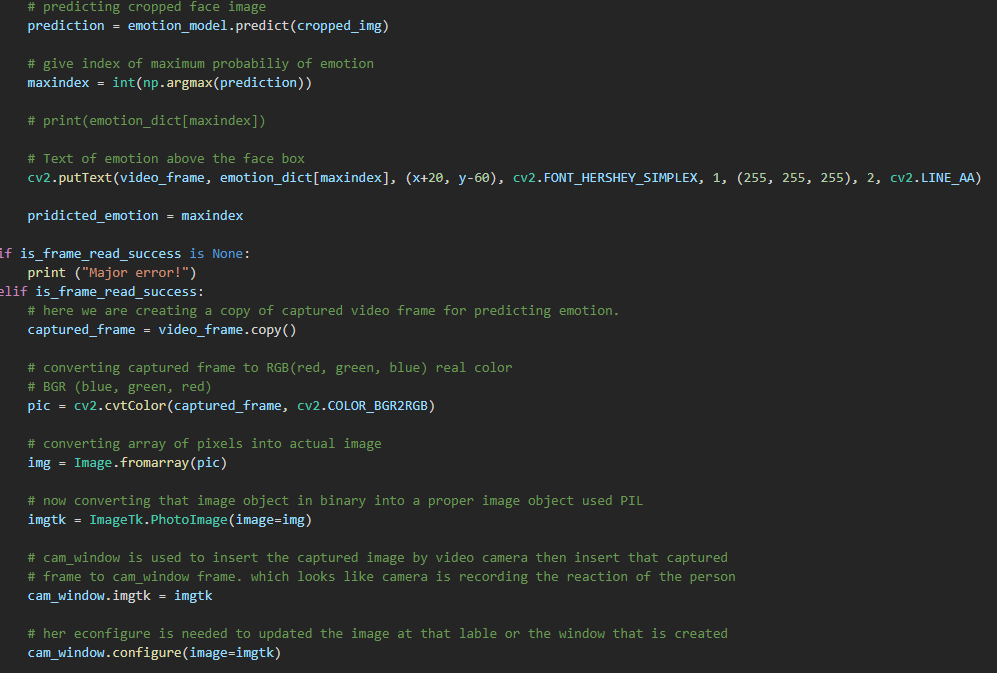 # predicting cropped face image
prediction = emotion_model.predict(cropped_img)
# give index of maximum probabiliy of emotion
maxindex = int(np.argmax(prediction))
# print(emotion_dict[maxindex])
# Text of emotion above the face box
cv2.putText(video_frame, emotion_dict[maxindex], (x+20, y-60), cv2.FONT_HERSHEY_SIMPLEX, 1, (255, 255, 255), 2, cv2.LINE_AA)
pridicted_emotion = maxindex
if is_frame_read_success is None:
print ("Major error!")
elif is_frame_read_success:
# here we are creating a copy of captured video frame for predicting emotion.
captured_frame = video_frame.copy()
# converting captured frame to RGB(red, green, blue) real color
# BGR (blue, green, red)
pic = cv2.cvtColor(captured_frame, cv2.COLOR_BGR2RGB)
# converting array of pixels into actual image
img = Image.fromarray(pic)
# now converting that image object in binary into a proper image object used PIL
imgtk = ImageTk.PhotoImage(image=img)
# cam_window is used to insert the captured image by video camera then insert that captured
# frame to cam_window frame. which looks like camera is recording the reaction of the person
cam_window.imgtk = imgtk
# her econfigure is needed to updated the image at that lable or the window that is created
cam_window.configure(image=imgtk)